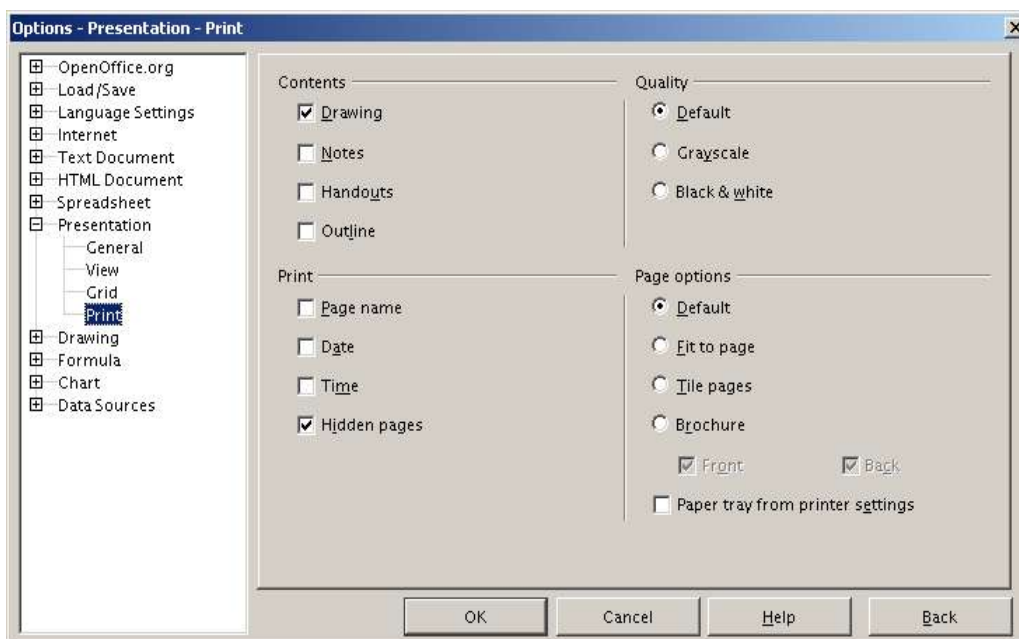 Options - Presentation - Print
OpenOffice.org
Load/Save
Language Settings
Internet
Text Document
HTML Document
Spreadsheet
Presentation
General
View
Grid
Print
Drawing
Formula
Chart
Data Sources
Contents
Drawing
Notes
Handouts
Outline
Quality
Default
Grayscale
Black & white
Print
Page name
Date
Time
Hidden pages
Page options
Default
Fit to page
Tile pages
Brochure
Front Back
Paper tray from printer settings
OK Cancel Help Back